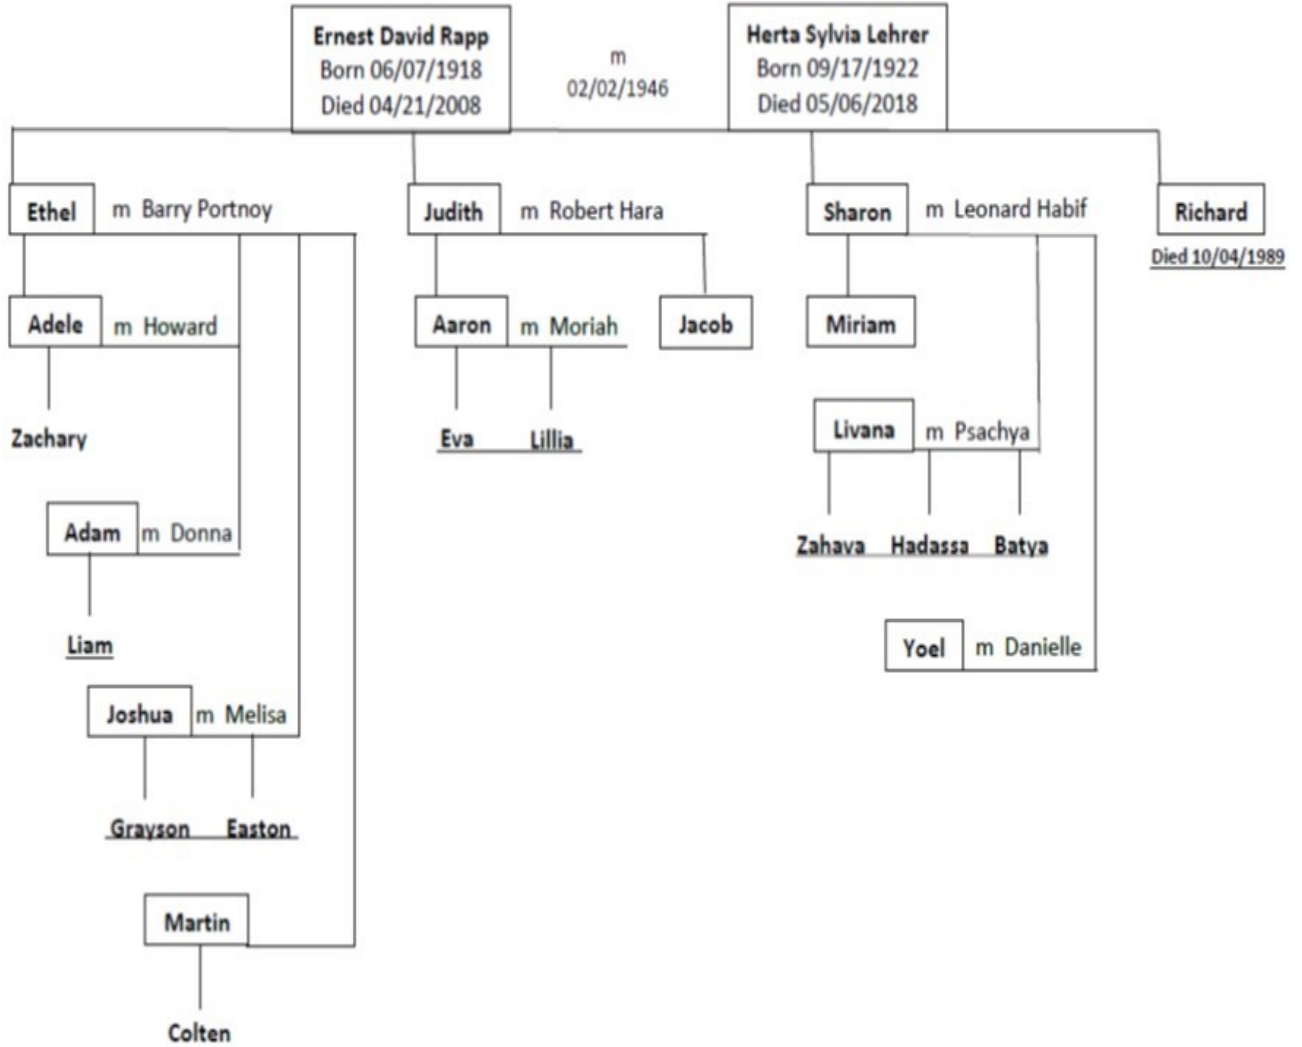 Ernest David Rapp
Born 06/07/1918
Died 04/21/2008
m
02/02/1946
Herta Sylvia Lehrer
Born 09/17/1922
Died 05/06/2018
Ethel m Barry Portnoy
Judith m Robert Hara
Sharon m Leonard Habif
Richard
Died 10/04/1989
Adele m Howard
Aaron m Moriah
Jacob
Miriam
Zachary
Eva Lillia
Livana m Psachya
Adam m Donna
Zahava Hadassa Batya
Liam
Yoel m Danielle
Joshua m Melisa
Grayson Easton
Martin
Colten